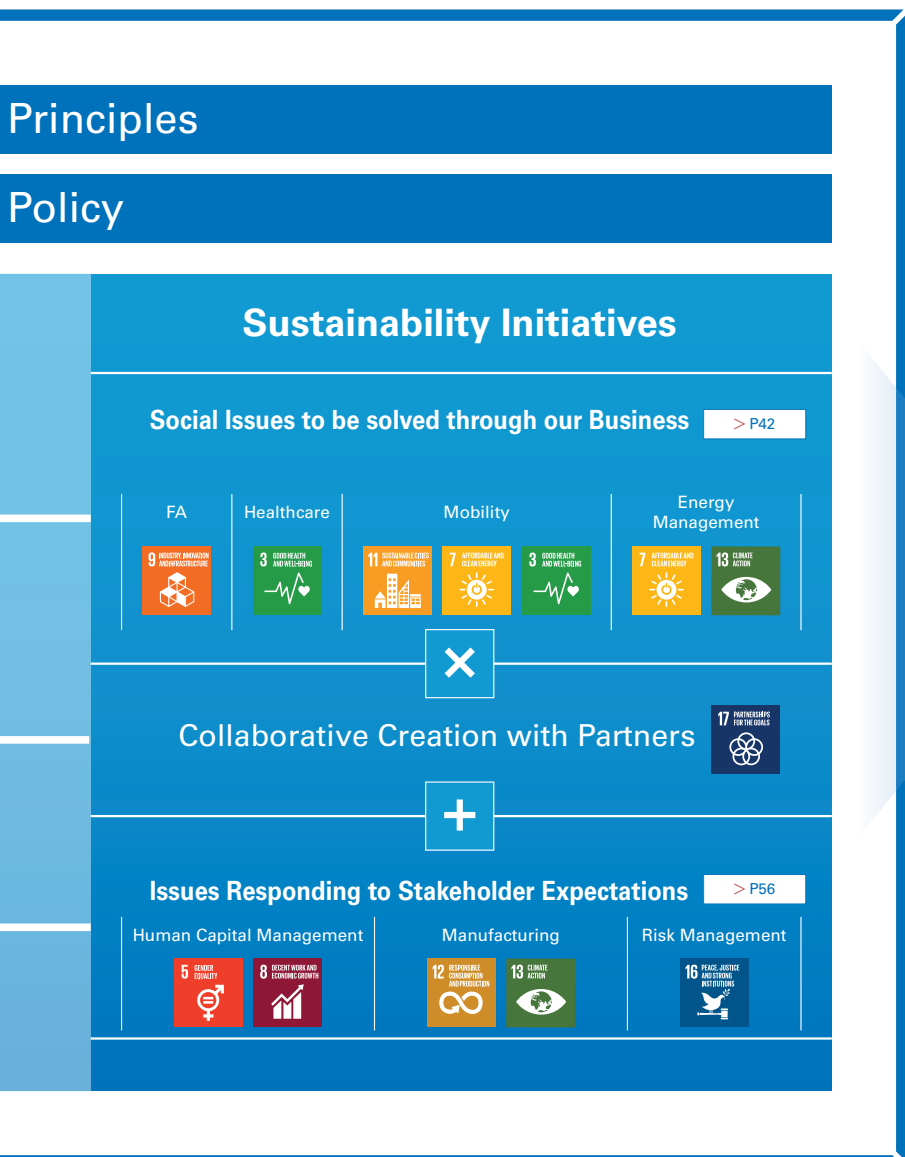 Principles
Policy
Sustainability Initiatives
Social Issues to be solved through our Business
> P42
FA
Healthcare
Mobility
Energy
Management
9 INDUSTRY, INNOVATION
AND INFRASTRUCTURE
3 GOOD HEALTH
AND WELL-BEING
11 SUSTAINABLE CITIES
AND COMMUNITIES
7 AFFORDABLE AND
CLEAN ENERGY
3 GOOD HEALTH
AND WELL-BEING
7 AFFORDABLE AND
CLEAN ENERGY
13 CLIMATE
ACTION
×
Collaborative Creation with Partners
17 PARTNERSHIPS
FOR THE GOALS
+
Issues Responding to Stakeholder Expectations
> P56
Human Capital Management
Manufacturing
Risk Management
5 GENDER
EQUALITY
8 DECENT WORK AND
ECONOMIC GROWTH
12 RESPONSIBLE
CONSUMPTION
AND PRODUCTION
13 CLIMATE
ACTION
16 PEACE, JUSTICE
AND STRONG
INSTITUTIONS